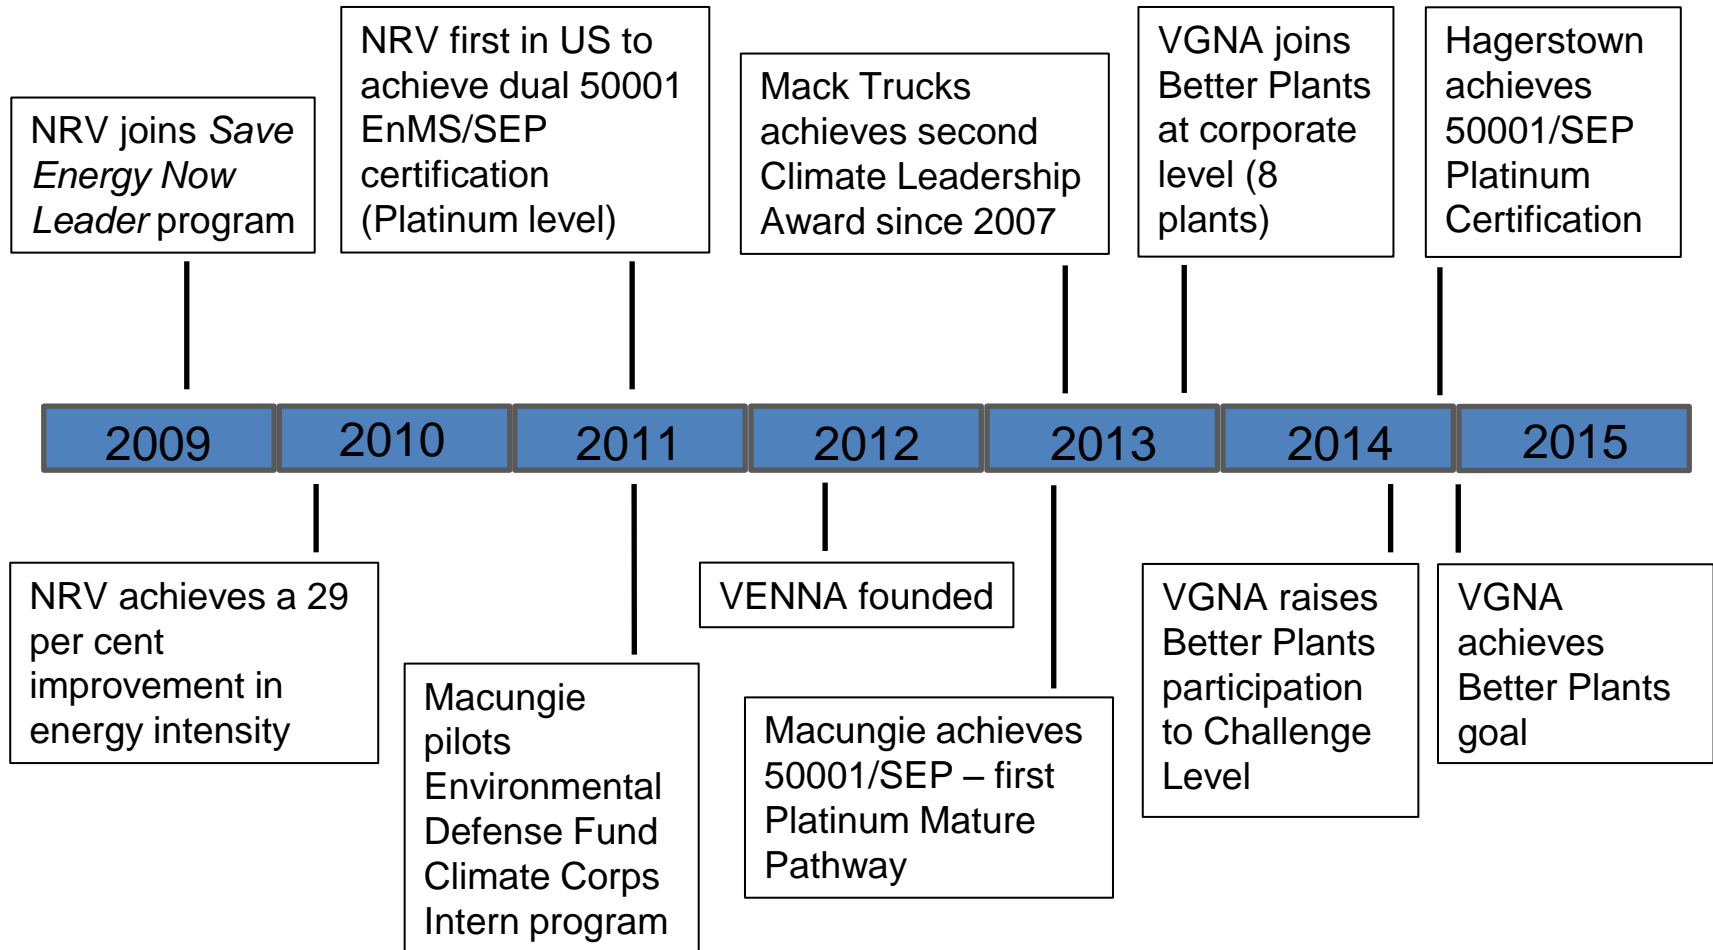 NRV joins Save
Energy Now
Leader program
NRV first in US to
achieve dual 50001
EnMS/SEP
certification
(Platinum level)
Mack Trucks
achieves second
Climate Leadership
Award since 2007
VGNA joins
Better Plants
at corporate
level (8
plants)
Hagerstown
achieves
50001/SEP
Platinum
Certification
2009
2010
2011
2012
2013
2014
2015
NRV achieves a 29
per cent
improvement in
energy intensity
Macungie
pilots
Environmental
Defense Fund
Climate Corps
Intern program
VENNA founded
Macungie achieves
50001/SEP – first
Platinum Mature
Pathway
VGNA raises
Better Plants
participation
to Challenge
Level
VGNA
achieves
Better Plants
goal